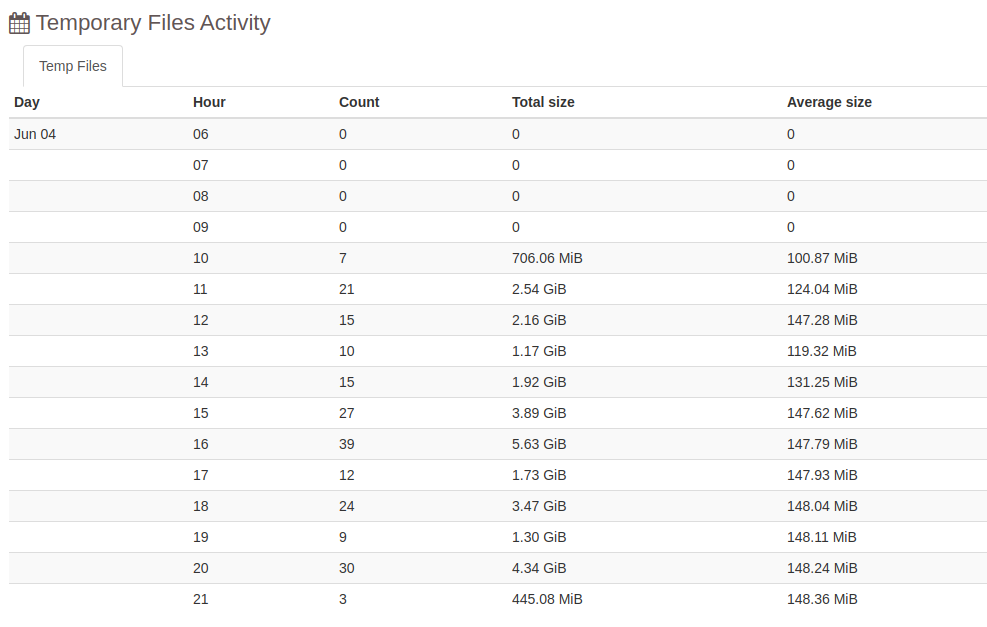 Temporary Files Activity
Temp Files
Day Hour Count Total size Average size
Jun 04 06 0 0 0
07 0 0 0
08 0 0 0
09 0 0 0
10 7 706.06 MiB 100.87 MiB
11 21 2.54 GiB 124.04 MiB
12 15 2.16 GiB 147.28 MiB
13 10 1.17 GiB 119.32 MiB
14 15 1.92 GiB 131.25 MiB
15 27 3.89 GiB 147.62 MiB
16 39 5.63 GiB 147.79 MiB
17 12 1.73 GiB 147.93 MiB
18 24 3.47 GiB 148.04 MiB
19 9 1.30 GiB 148.11 MiB
20 30 4.34 GiB 148.24 MiB
21 3 445.08 MiB 148.36 MiB